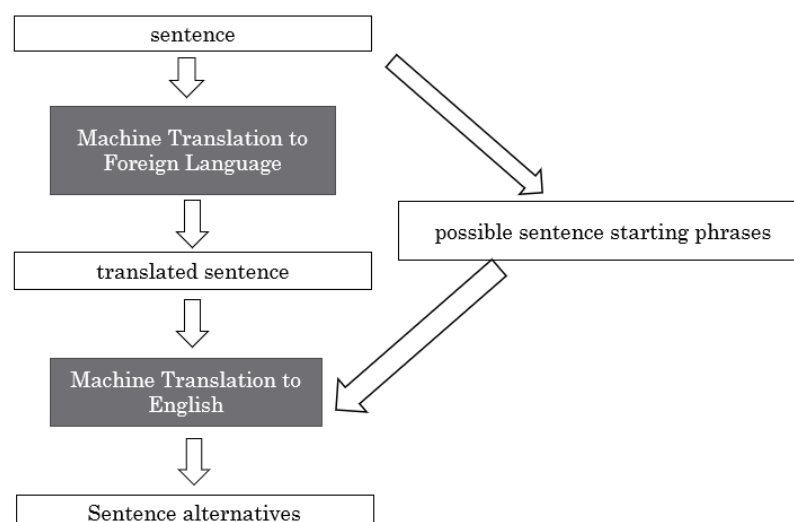 sentence
Machine Translation to
Foreign Language
possible sentence starting phrases
translated sentence
Machine Translation to
English
Sentence alternatives